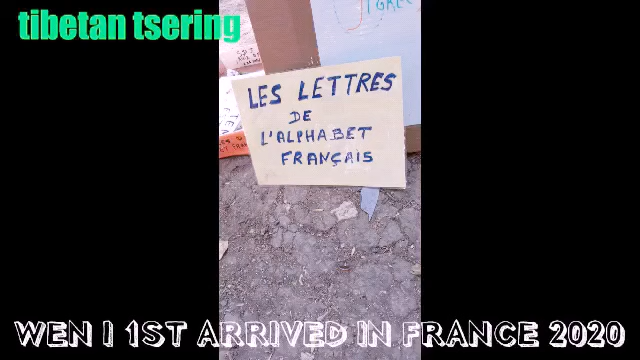 tibetan tsering
LES LETTRES
DE
L'ALPHABET
FRANÇAIS
WEN I 1ST ARRIVED IN FRANCE 2020